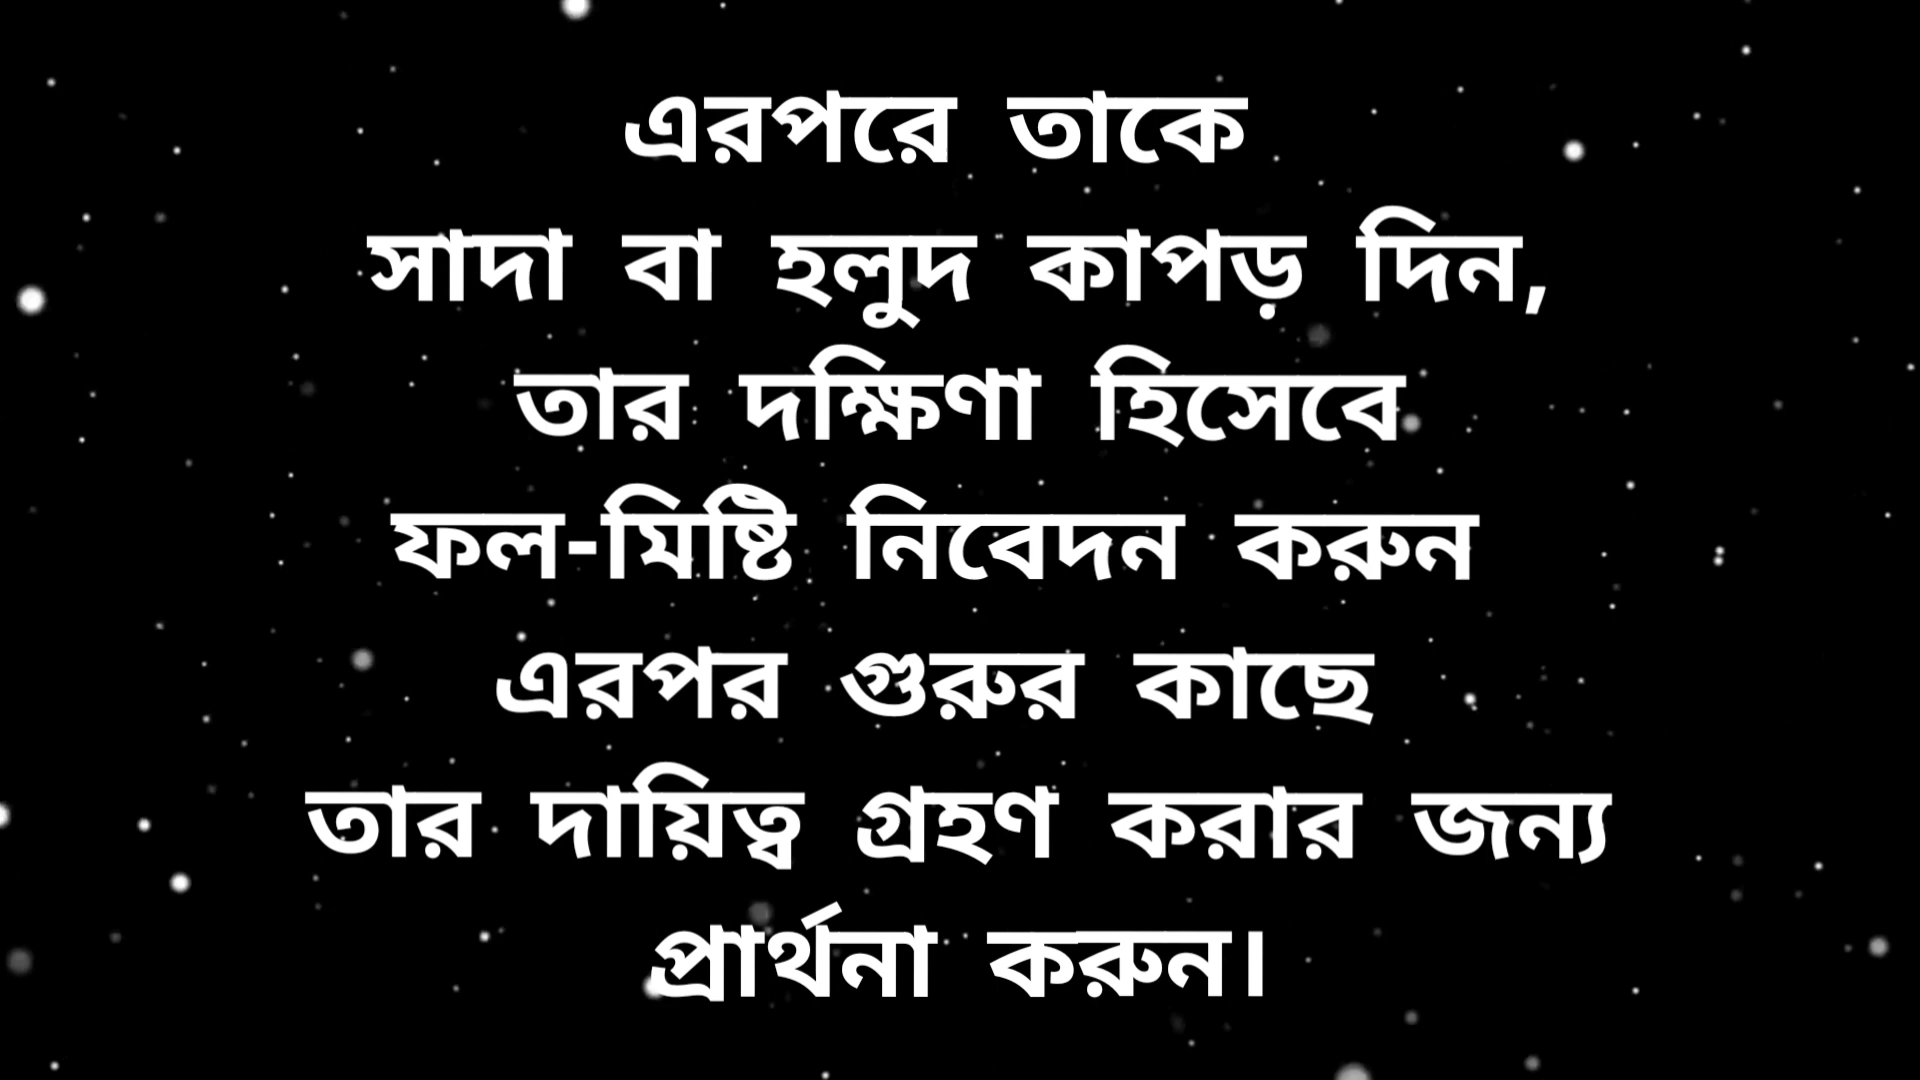 এরপরে তাকে
সাদা বা হলুদ কাপড় দিন,
তার দক্ষিণা হিসেবে
ফল-মিষ্টি নিবেদন করুন
এরপর গুরুর কাছে
তার দায়িত্ব গ্রহণ করার জন্য
প্রার্থনা করুন।